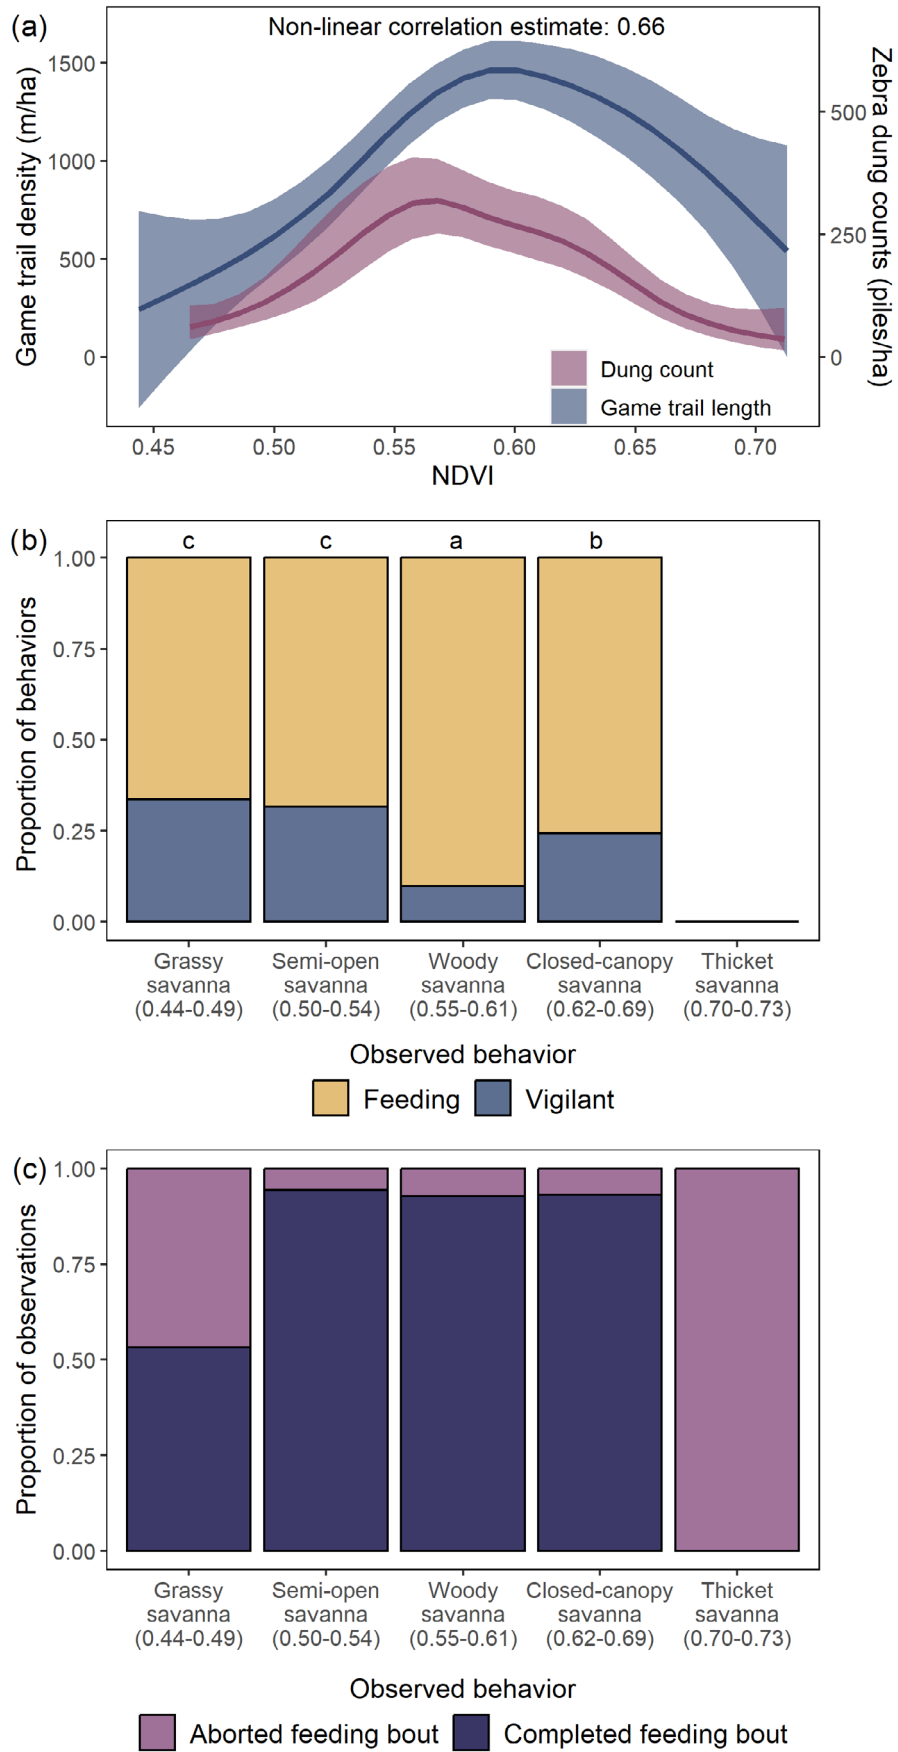 (a)
Non-linear correlation estimate: 0.66
Game trail density (m/ha)
1500
1000
500
0
Zebra dung counts (piles/ha)
500
250
0
Dung count
Game trail length
0.45 0.50 0.55 0.60 0.65 0.70
NDVI
(b)
c c a b
Proportion of behaviors
1.00
0.75
0.50
0.25
0.00
Grassy Semi-open Woody Closed-canopy Thicket
savanna savanna savanna savanna savanna
(0.44-0.49) (0.50-0.54) (0.55-0.61) (0.62-0.69) (0.70-0.73)
Observed behavior
Feeding Vigilant
(c)
Proportion of observations
1.00
0.75
0.50
0.25
0.00
Grassy Semi-open Woody Closed-canopy Thicket
savanna savanna savanna savanna savanna
(0.44-0.49) (0.50-0.54) (0.55-0.61) (0.62-0.69) (0.70-0.73)
Observed behavior
Aborted feeding bout Completed feeding bout